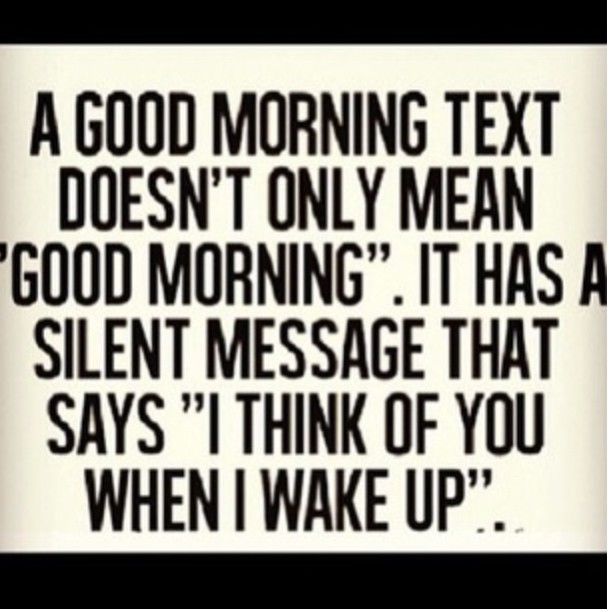 A GOOD MORNING TEXT
DOESN'T ONLY MEAN
"GOOD MORNING". IT HAS A
SILENT MESSAGE THAT
SAYS "I THINK OF YOU
WHEN I WAKE UP".